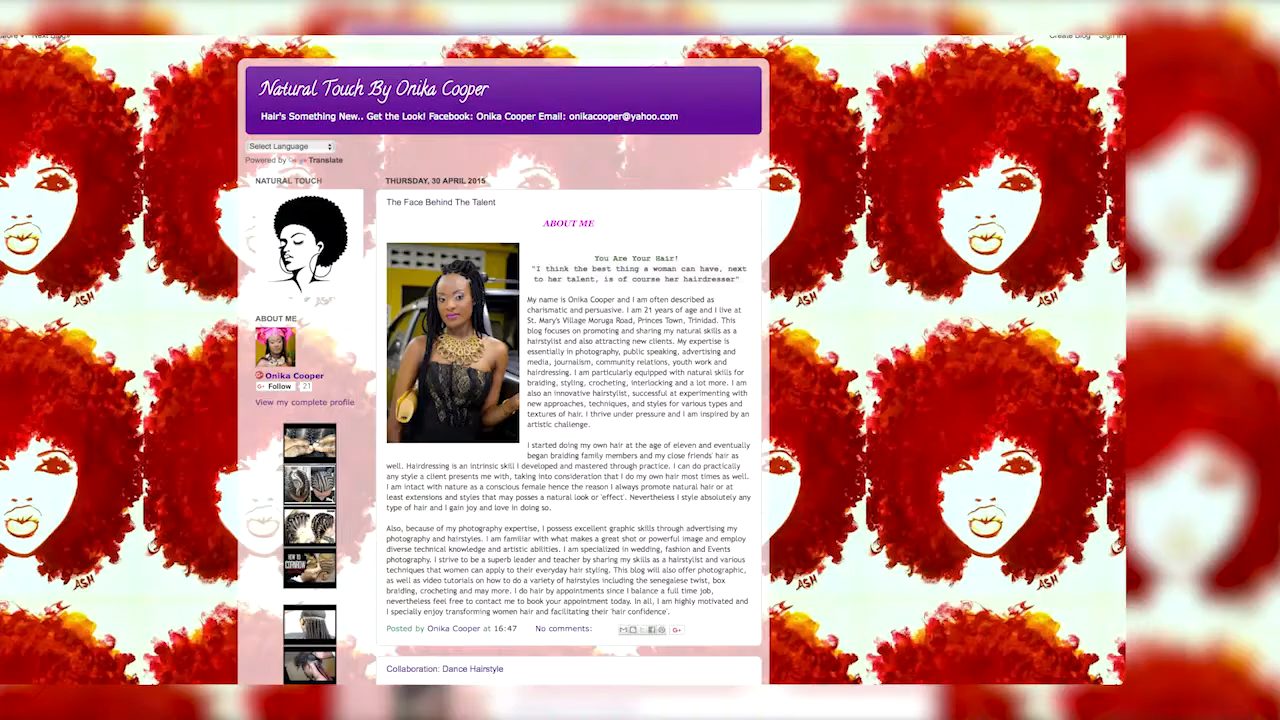 Next Blog»
Create Blog Sign In
Natural Touch By Onika Cooper
Hair's Something New.. Get the Look! Facebook: Onika Cooper Email: onikacooper@yahoo.com
Select Language
Powered by Google Translate
NATURAL TOUCH
ASH
ABOUT ME
Onika Cooper
G+ Follow 21
View my complete profile
HOW TO
CORNROW
THURSDAY, 30 APRIL 2015
The Face Behind The Talent
ABOUT ME
You Are Your Hair!
"I think the best thing a woman can have, next
to her talent, is of course her hairdresser"
My name is Onika Cooper and I am often described as
charismatic and persuasive. I am 21 years of age and I live at
St. Mary's Village Moruga Road, Princes Town, Trinidad. This
blog focuses on promoting and sharing my natural skills as a
hairstylist and also attracting new clients. My expertise is
essentially in photography, public speaking, advertising and
media, journalism, community relations, youth work and
hairdressing. I am particularly equipped with natural skills for
braiding, styling, crocheting, interlocking and a lot more. I am
also an innovative hairstylist, successful at experimenting with
new approaches, techniques, and styles for various types and
textures of hair. I thrive under pressure and I am inspired by an
artistic challenge.
I started doing my own hair at the age of eleven and eventually
began braiding family members and my close friends' hair as
well. Hairdressing is an intrinsic skill I developed and mastered through practice. I can do practically
any style a client presents me with, taking into consideration that I do my own hair most times as well.
I am intact with nature as a conscious female hence the reason I always promote natural hair or at
least extensions and styles that may posses a natural look or 'effect'. Nevertheless I style absolutely any
type of hair and I gain joy and love in doing so.
Also, because of my photography expertise, I possess excellent graphic skills through advertising my
photography and hairstyles. I am familiar with what makes a great shot or powerful image and employ
diverse technical knowledge and artistic abilities. I am specialized in wedding, fashion and Events
photography. I strive to be a superb leader and teacher by sharing my skills as a hairstylist and various
techniques that women can apply to their everyday hair styling. This blog will also offer photographic,
as well as video tutorials on how to do a variety of hairstyles including the senegalese twist, box
braiding, crocheting and may more. I do hair by appointments since I balance a full time job,
nevertheless feel free to contact me to book your appointment today. In all, I am highly motivated and
I specially enjoy transforming women hair and facilitating their 'hair confidence'.
Posted by Onika Cooper at 16:47 No comments:
G+
Collaboration: Dance Hairstyle
ASH
ASH
ASH
ASH